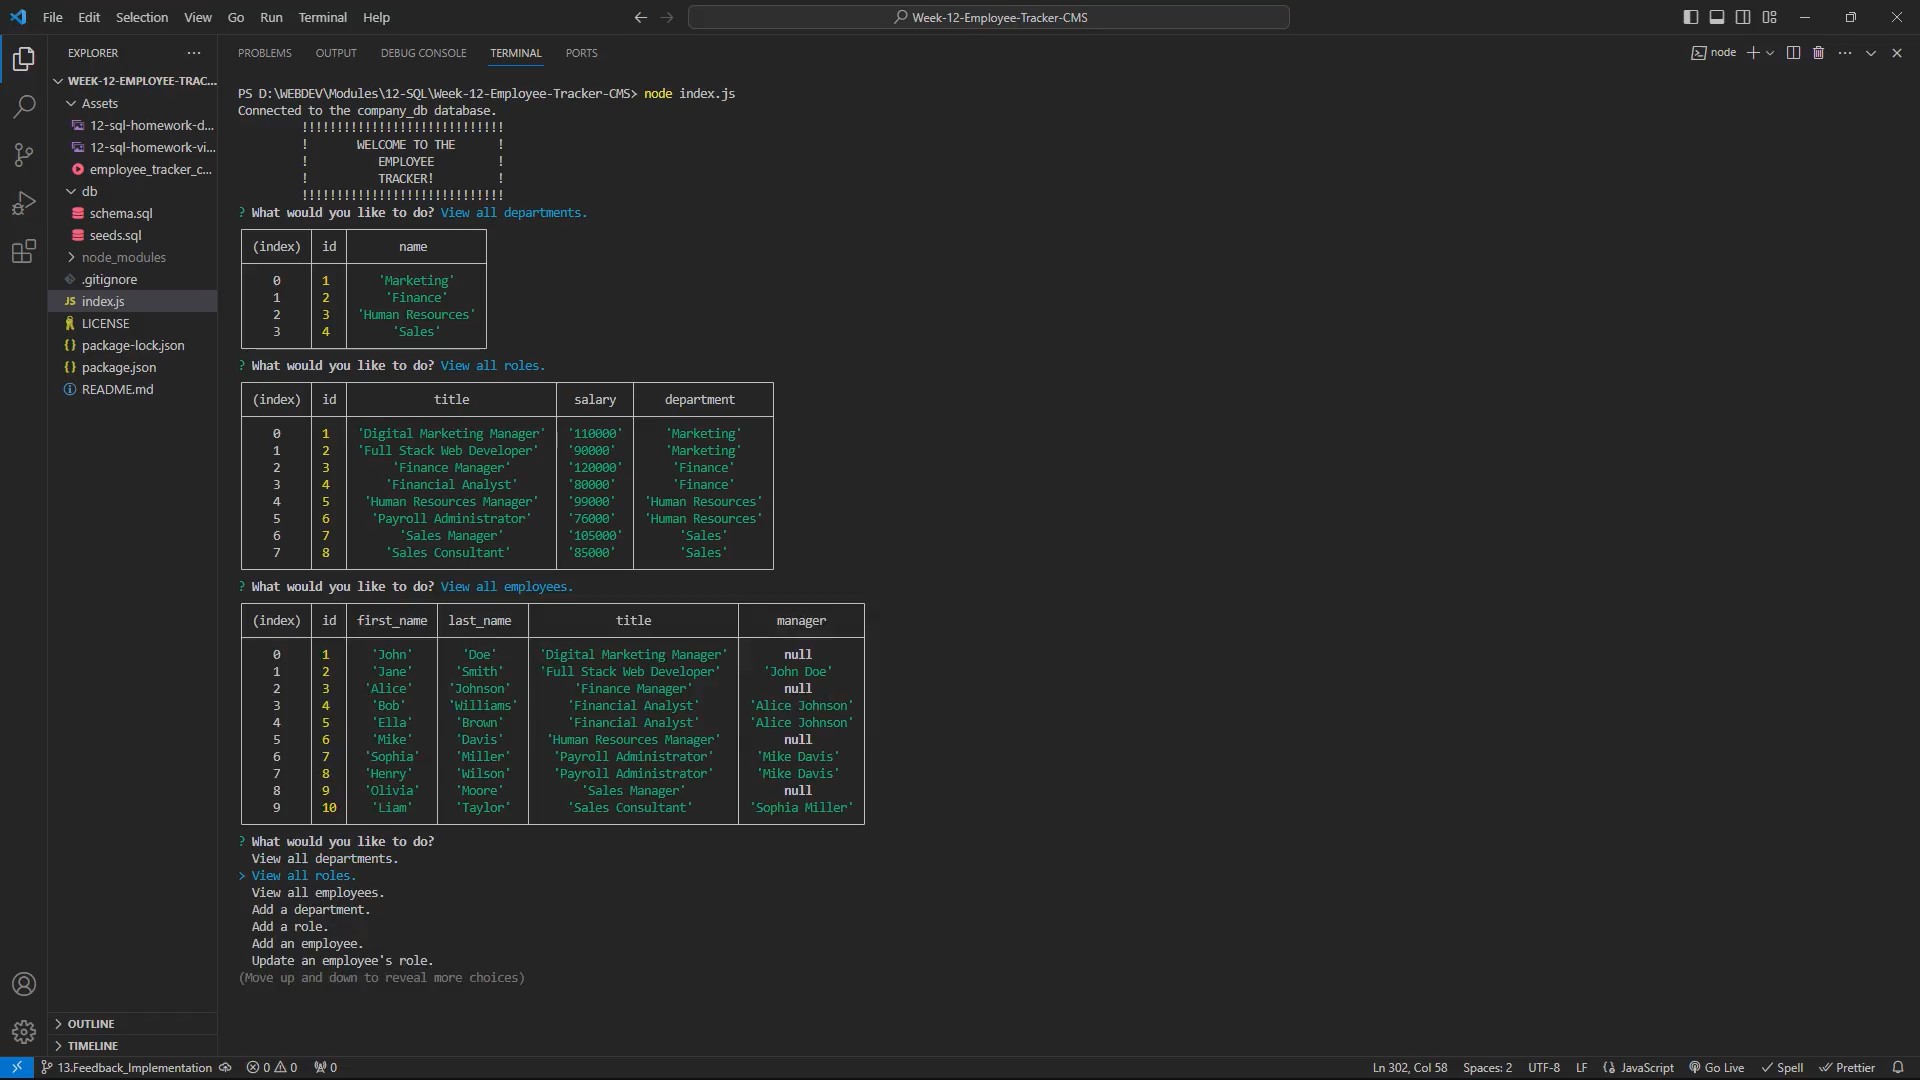 File Edit Selection View Go Run Terminal Help
Week-12-Employee-Tracker-CMS
EXPLORER
WEEK-12-EMPLOYEE-TRAC...
Assets
12-sql-homework-d...
12-sql-homework-vi...
employee_tracker_c...
db
schema.sql
seeds.sql
node_modules
.gitignore
JS index.js
LICENSE
{} package-lock.json
{} package.json
README.md
OUTLINE
TIMELINE
PROBLEMS OUTPUT DEBUG CONSOLE TERMINAL PORTS
node
PS D:\WEBDEV\Modules\12-SQL\Week-12-Employee-Tracker-CMS> node index.js
Connected to the company_db database.
!!!!!!!!!!!!!!!!!!!!!!!!!!!!!
! WELCOME TO THE !
! EMPLOYEE !
! TRACKER! !
!!!!!!!!!!!!!!!!!!!!!!!!!!!!!
? What would you like to do? View all departments.
(index) id name
0 1 'Marketing'
1 2 'Finance'
2 3 'Human Resources'
3 4 'Sales'
? What would you like to do? View all roles.
(index) id title salary department
0 1 'Digital Marketing Manager' '110000' 'Marketing'
1 2 'Full Stack Web Developer' '90000' 'Marketing'
2 3 'Finance Manager' '120000' 'Finance'
3 4 'Financial Analyst' '80000' 'Finance'
4 5 'Human Resources Manager' '99000' 'Human Resources'
5 6 'Payroll Administrator' '76000' 'Human Resources'
6 7 'Sales Manager' '105000' 'Sales'
7 8 'Sales Consultant' '85000' 'Sales'
? What would you like to do? View all employees.
(index) id first_name last_name title manager
0 1 'John' 'Doe' 'Digital Marketing Manager' null
1 2 'Jane' 'Smith' 'Full Stack Web Developer' 'John Doe'
2 3 'Alice' 'Johnson' 'Finance Manager' null
3 4 'Bob' 'Williams' 'Financial Analyst' 'Alice Johnson'
4 5 'Ella' 'Brown' 'Financial Analyst' 'Alice Johnson'
5 6 'Mike' 'Davis' 'Human Resources Manager' null
6 7 'Sophia' 'Miller' 'Payroll Administrator' 'Mike Davis'
7 8 'Henry' 'Wilson' 'Payroll Administrator' 'Mike Davis'
8 9 'Olivia' 'Moore' 'Sales Manager' null
9 10 'Liam' 'Taylor' 'Sales Consultant' 'Sophia Miller'
? What would you like to do?
View all departments.
> View all roles.
View all employees.
Add a department.
Add a role.
Add an employee.
Update an employee's role.
(Move up and down to reveal more choices)
13.Feedback_Implementation 0 0 0 Ln 302, Col 58 Spaces: 2 UTF-8 LF {} JavaScript Go Live Spell Prettier